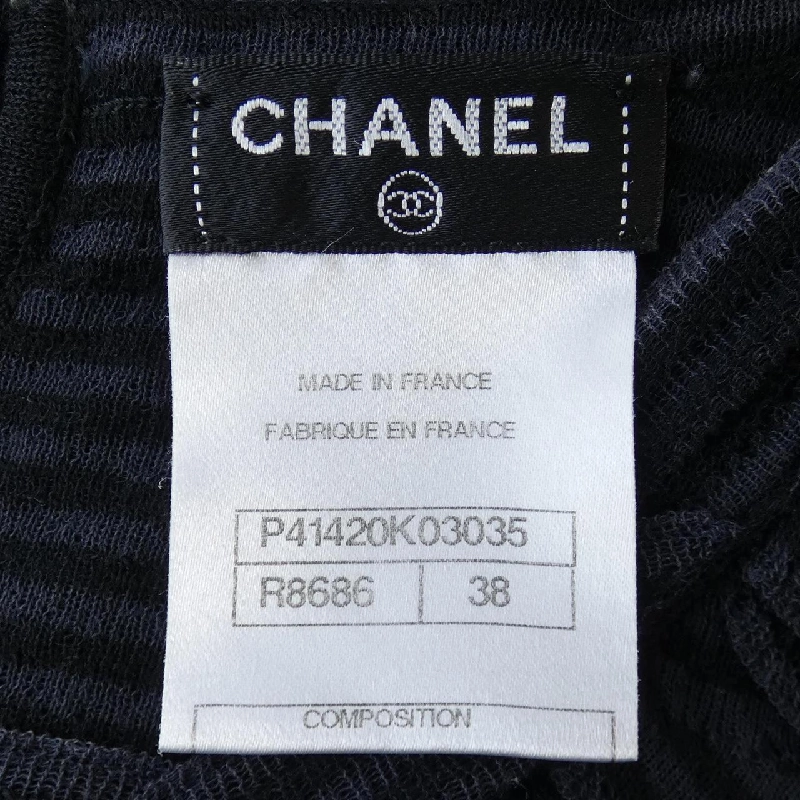 CHANEL
MADE IN FRANCE
FABRIQUE EN FRANCE
P41420K03035
R8686 38
COMPOSITION